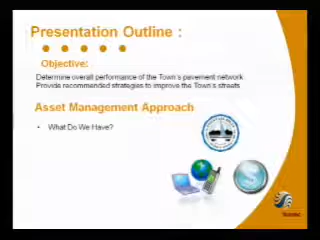 Presentation Outline :
Objective:
Determine overall performance of the Town's pavement network
Provide recommended strategies to improve the Town's streets
Asset Management Approach
• What Do We Have?
Stantec